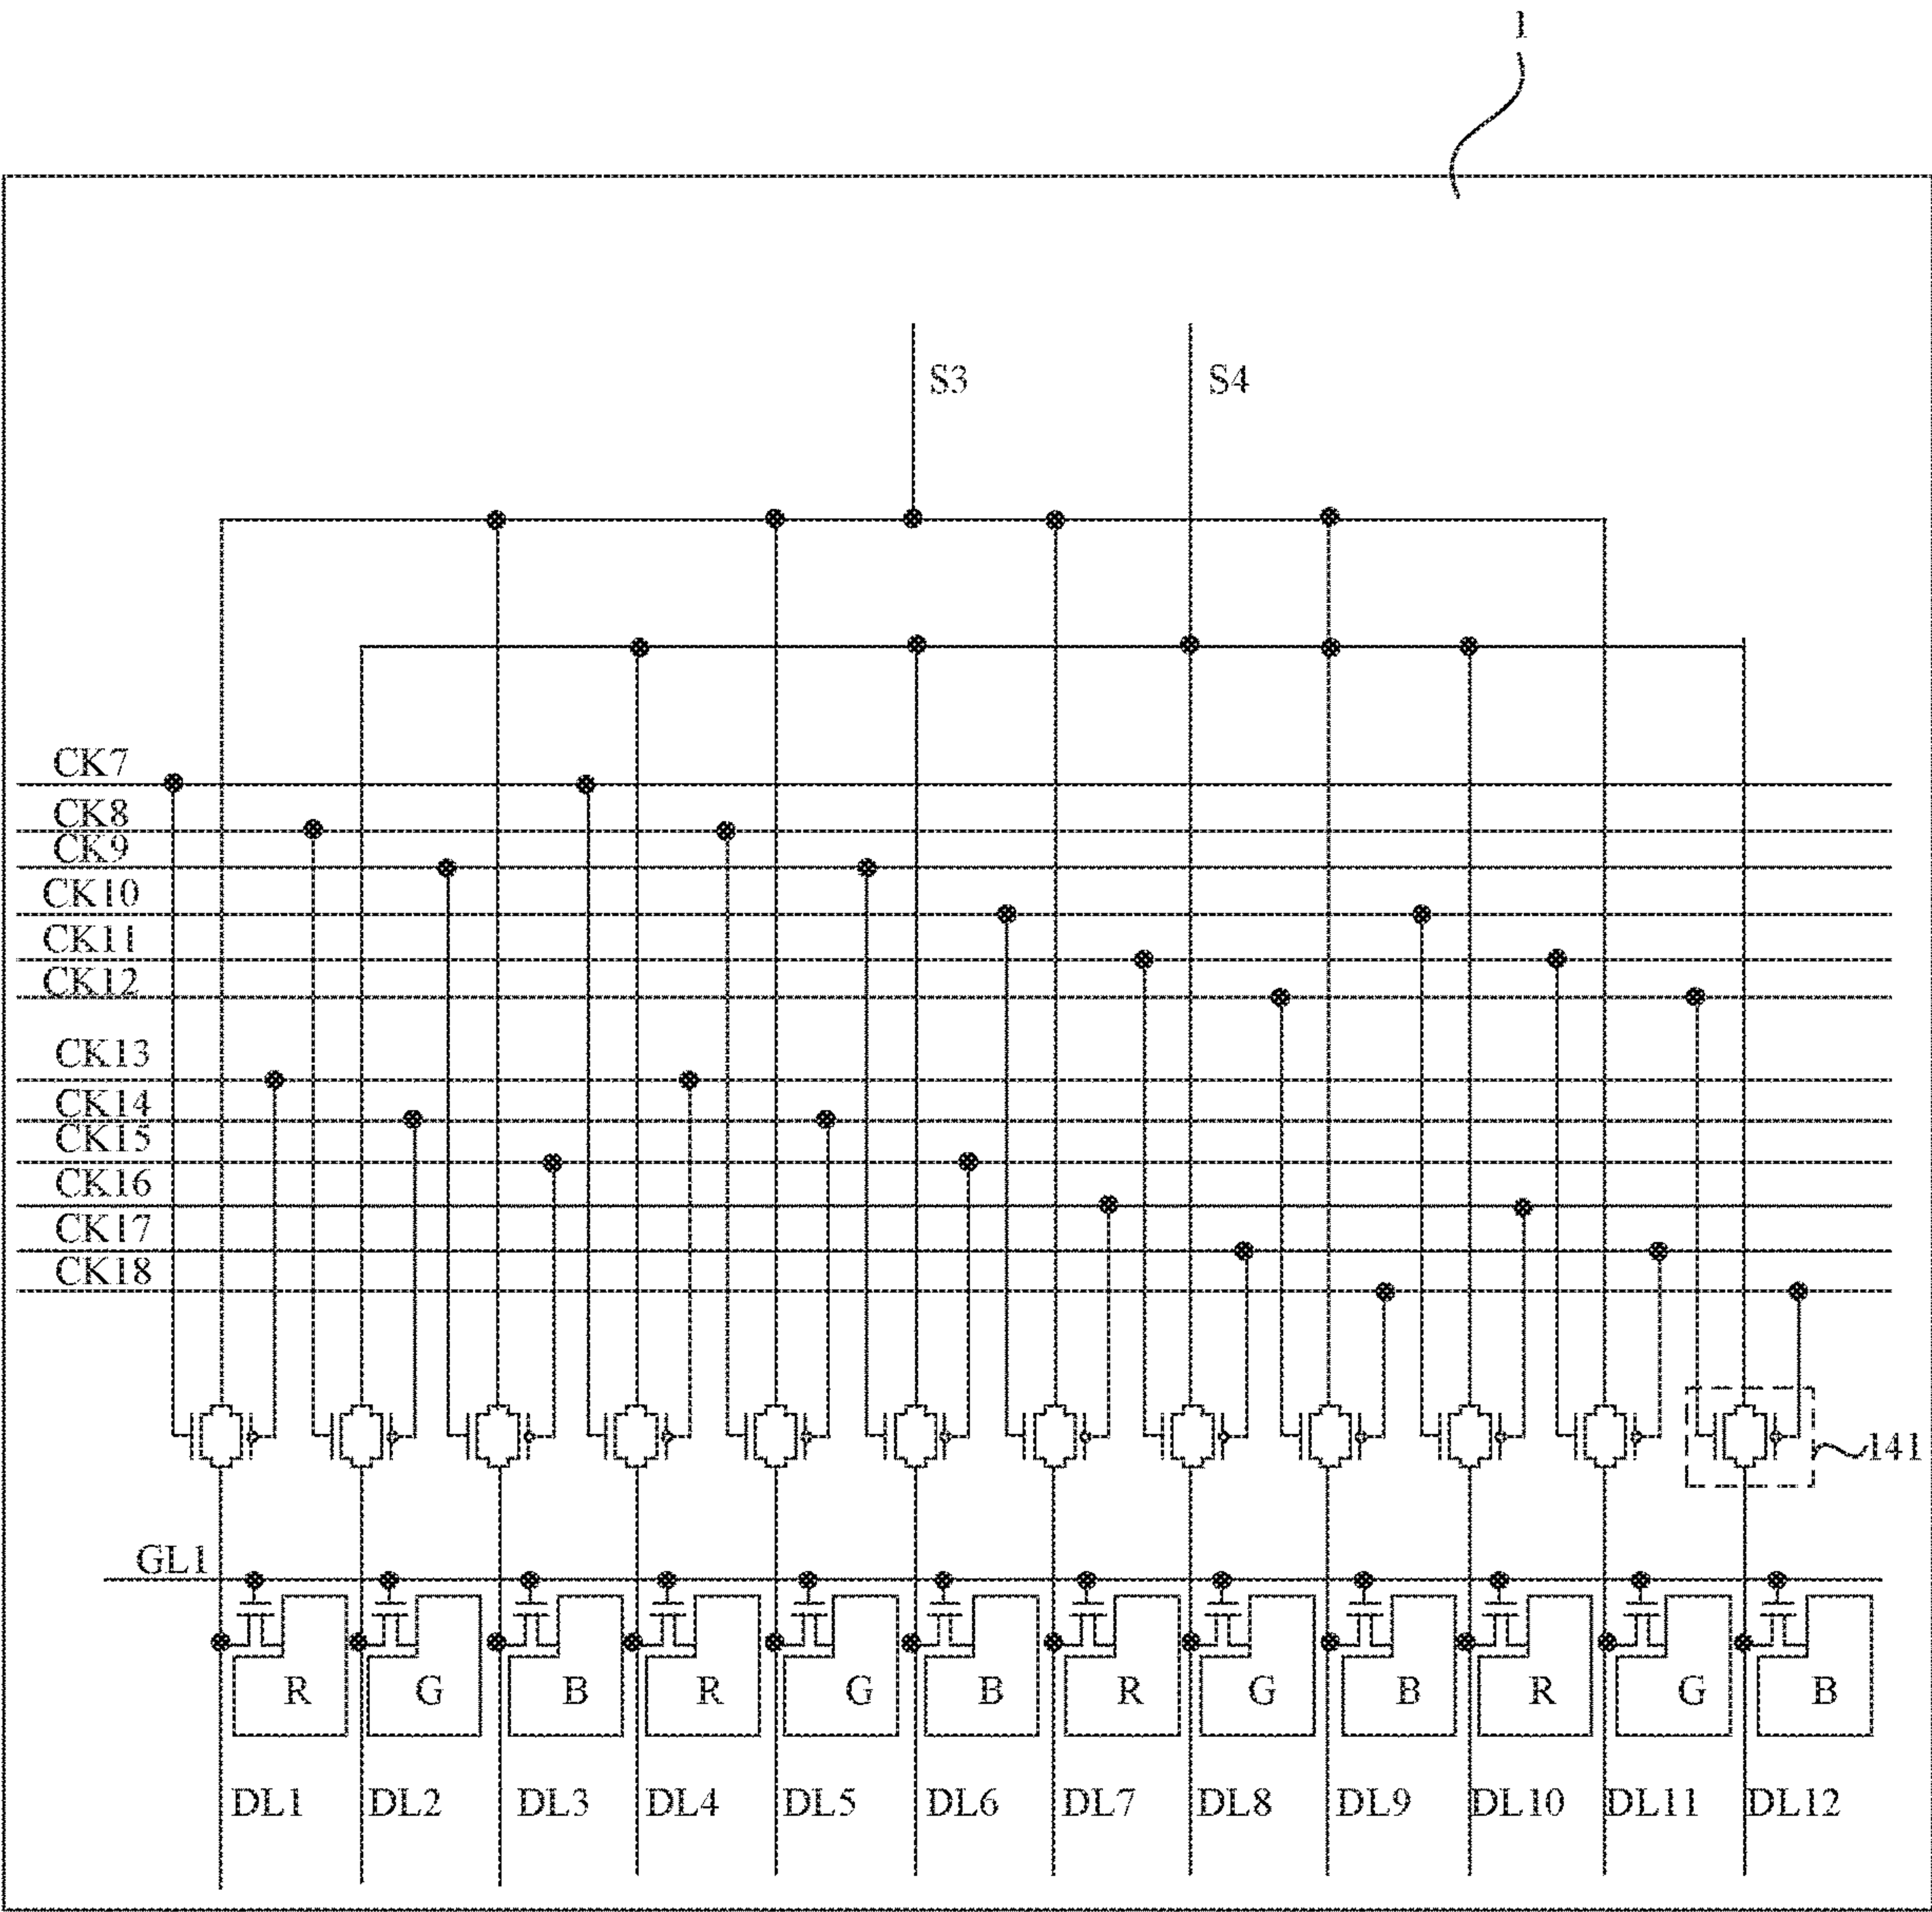 1
S3 S4
CK7
CK8
CK9
CK10
CK11
CK12
CK13
CK14
CK15
CK16
CK17
CK18
141
GL1
R G B R G B R G B R G B
DL1 DL2 DL3 DL4 DL5 DL6 DL7 DL8 DL9 DL10 DL11 DL12